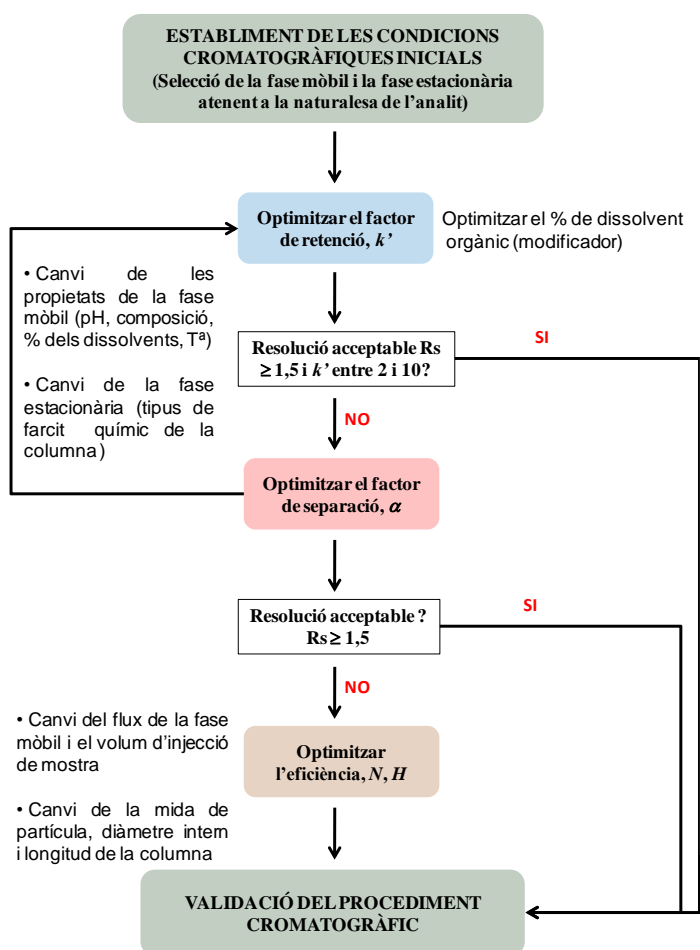 ESTABLIMENT DE LES CONDICIONS
CROMATOGRÀFIQUES INICIALS
(Selecció de la fase mòbil i la fase estacionària
atenent a la naturalesa de l'analit)
Optimitzar el factor
de retenció, k'
Optimitzar el % de dissolvent
orgànic (modificador)
• Canvi de les
propietats de la fase
mòbil (pH, composició,
% dels dissolvents, Tª)
• Canvi de la fase
estacionària (tipus de
farcit químic de la
columna)
Resolució acceptable Rs
≥ 1,5 i k' entre 2 i 10?
SI
NO
Optimitzar el factor
de separació, α
Resolució acceptable ?
Rs ≥ 1,5
SI
NO
• Canvi del flux de la fase
mòbil i el volum d'injecció
de mostra
• Canvi de la mida de
partícula, diàmetre intern
i longitud de la columna
Optimitzar
l'eficiència, N, H
VALIDACIÓ DEL PROCEDIMENT
CROMATOGRÀFIC